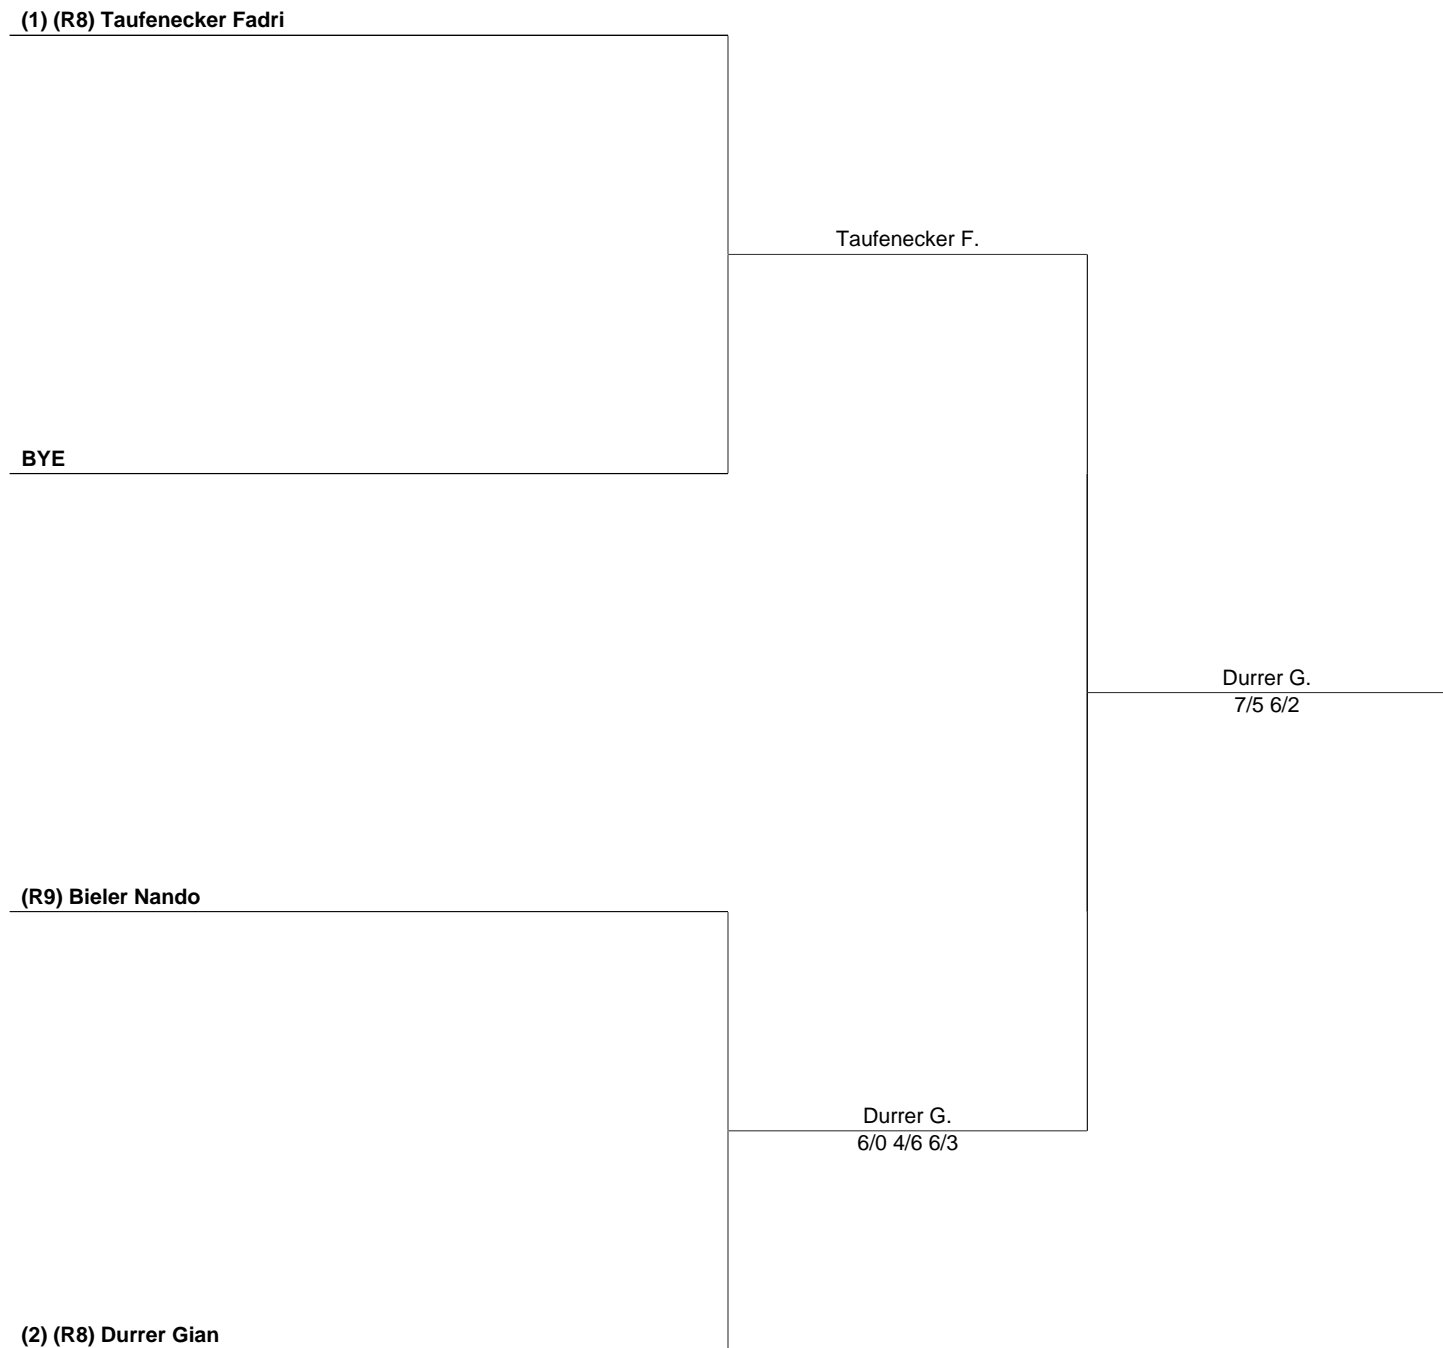 (1) (R8) Taufenecker Fadri
Taufenecker F.
BYE
Durrer G.
7/5 6/2
(R9) Bieler Nando
Durrer G.
6/0 4/6 6/3
(2) (R8) Durrer Gian